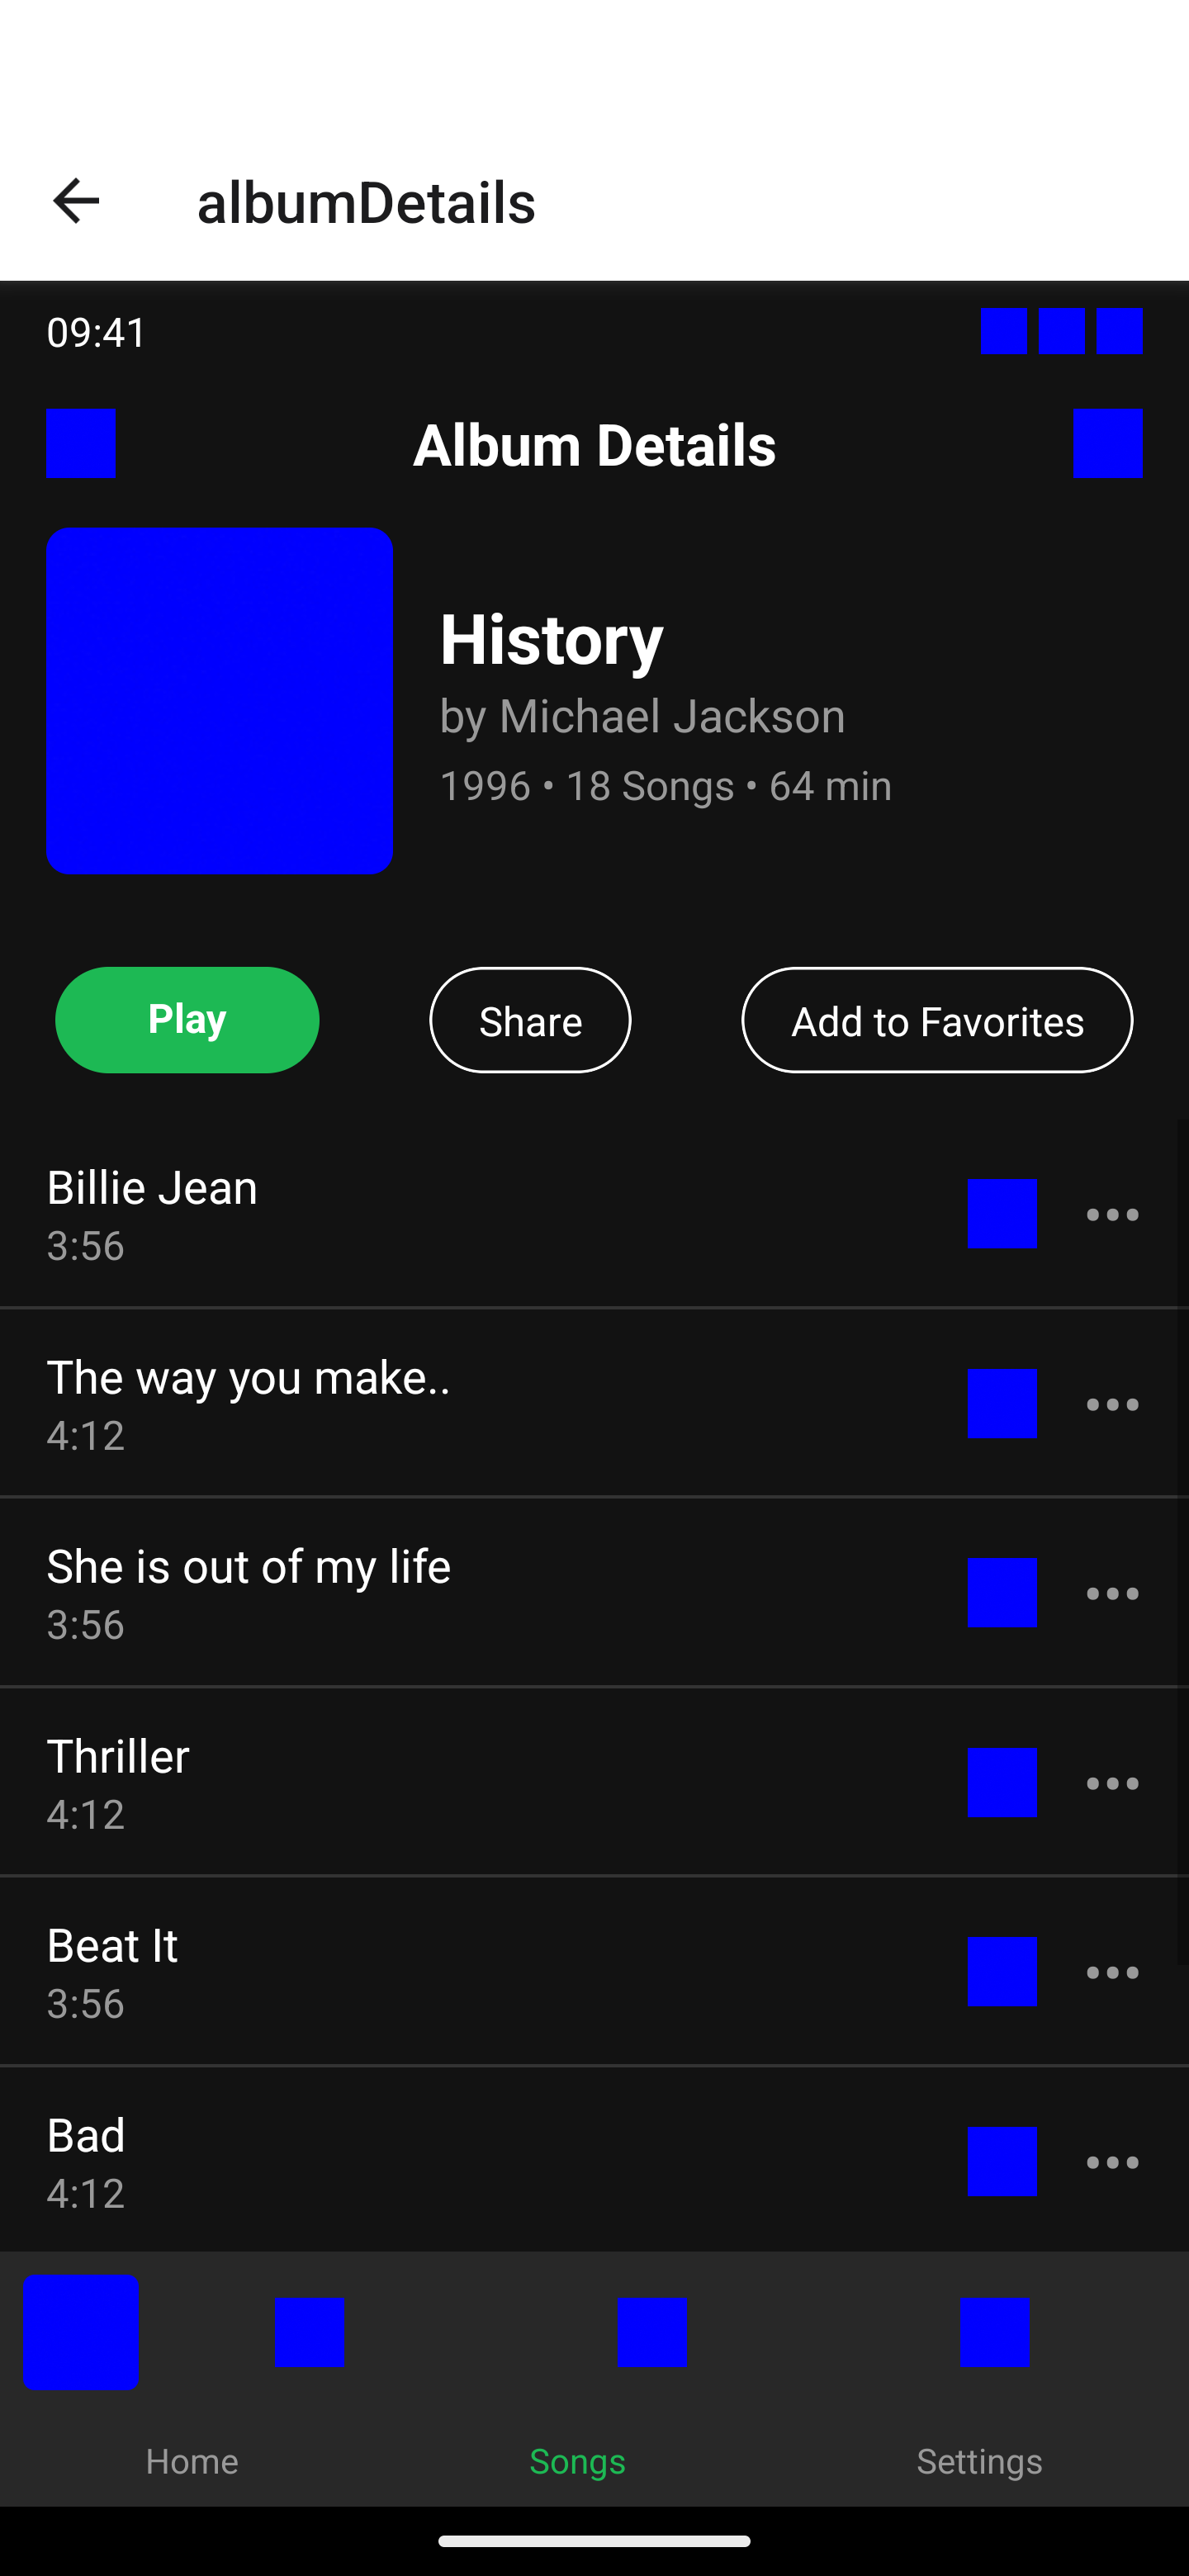 albumDetails
09:41
Album Details
History
by Michael Jackson
1996 • 18 Songs • 64 min
Play
Share
Add to Favorites
Billie Jean
3:56
The way you make..
4:12
She is out of my life
3:56
Thriller
4:12
Beat It
3:56
Bad
4:12
Home
Songs
Settings